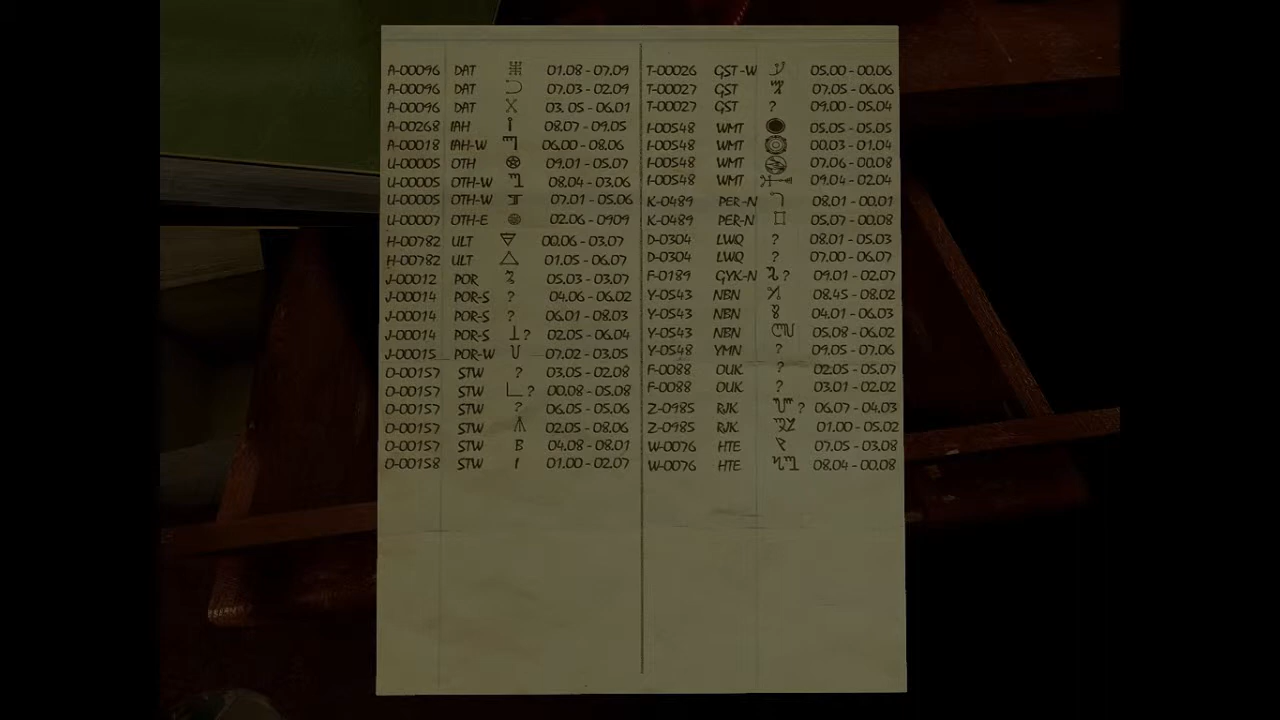 A-00096 DAT 01.08 - 07.09
A-00096 DAT 07.03 - 02.09
A-00096 DAT X 03.05 - 06.01
A-00268 IAH 08.07 - 09.05
A-00018 IAH-W 06.00 - 08.06
U-00005 OTH 09.01 - 05.07
U-00005 OTH-W 08.04 - 03.06
U-00005 OTH-W 07.01 - 05.06
U-00007 OTH-E 02.06 - 0909
H-00782 ULT 00.06 - 03.07
H-00782 ULT 01.05 - 06.07
J-00012 POR 05.03 - 03.07
J-00014 POR-S ? 04.06 - 06.02
J-00014 POR-S ? 06.01 - 08.03
J-00014 POR-S ? 02.05 - 06.04
J-00015 POR-W 07.02 - 03.05
O-00157 STW ? 03.05 - 02.08
O-00157 STW ? 00.08 - 05.08
O-00157 STW ? 06.05 - 05.06
O-00157 STW 02.05 - 08.06
O-00157 STW B 04.08 - 08.01
O-00158 STW I 01.00 - 02.07
T-00026 GST-W 05.00 - 00.06
T-00027 GST 07.05 - 06.06
T-00027 GST ? 09.00 - 05.04
I-00548 WMT 05.05 - 05.05
I-00548 WMT 00.03 - 01.04
I-00548 WMT 07.06 - 00.08
I-00548 WMT 09.04 - 02.04
K-0489 PER-N 08.01 - 00.01
K-0489 PER-N 05.07 - 00.08
D-0304 LWQ ? 08.01 - 05.03
D-0304 LWQ ? 07.00 - 06.07
F-0189 GYK-N ? 09.01 - 02.07
Y-0543 NBN 08.45 - 08.02
Y-0543 NBN 04.01 - 06.03
Y-0543 NBN 05.08 - 06.02
Y-0548 YMN ? 09.05 - 07.06
F-0088 OUK ? 02.05 - 05.07
F-0088 OUK ? 03.01 - 02.02
Z-0985 RJK ? 06.07 - 04.03
Z-0985 RJK 01.00 - 05.02
W-0076 HTE 07.05 - 03.08
W-0076 HTE 08.04 - 00.08